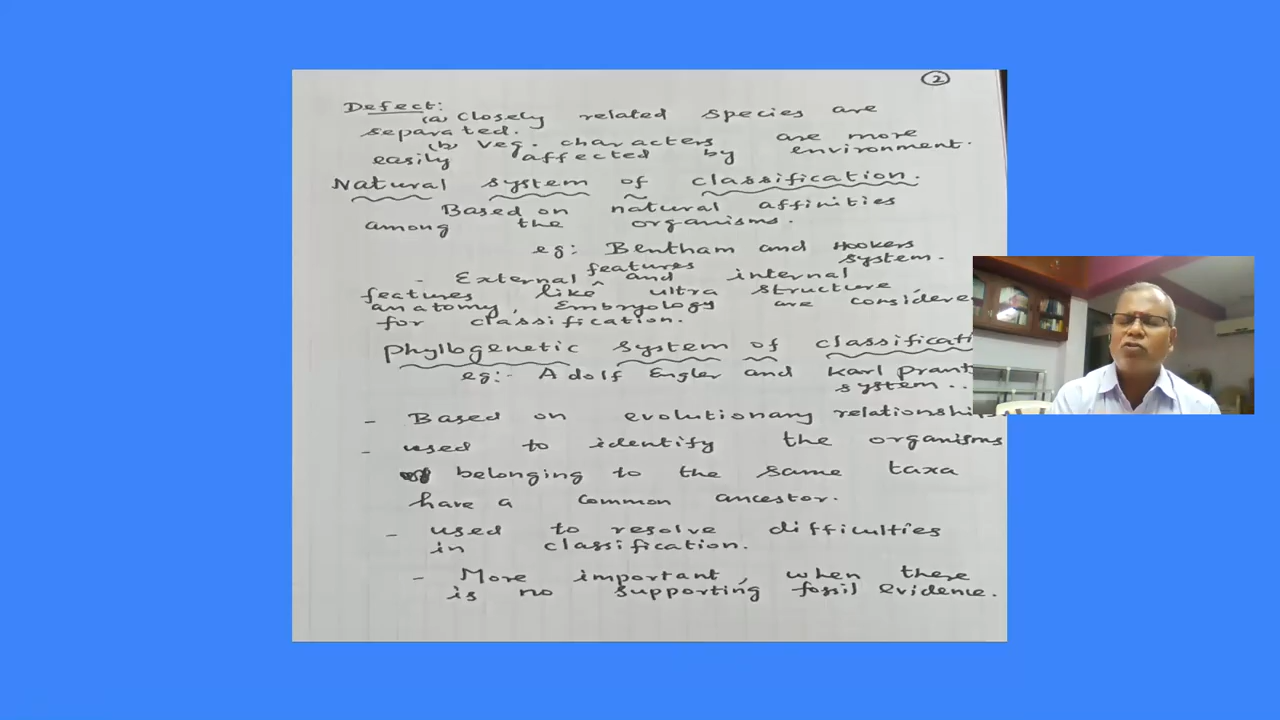 2
Defect:
(a) Closely related species are
separated.
(b) Veg. characters are more
easily affected by environment.
Natural system of classification.
Based on natural affinities
among the organisms.
eg: Bentham and Hookers
system.
- External features and internal
features like ultra structure
anatomy, Embryology are considere
for classification.
Phylogenetic system of classificati
eg:- Adolf Engler and Karl Prant
system..
- Based on evolutionary relationships
- used to identify the organisms
belonging to the same taxa
have a common ancestor.
- used to resolve difficulties
in classification.
- More important, when there
is no supporting fossil evidence.